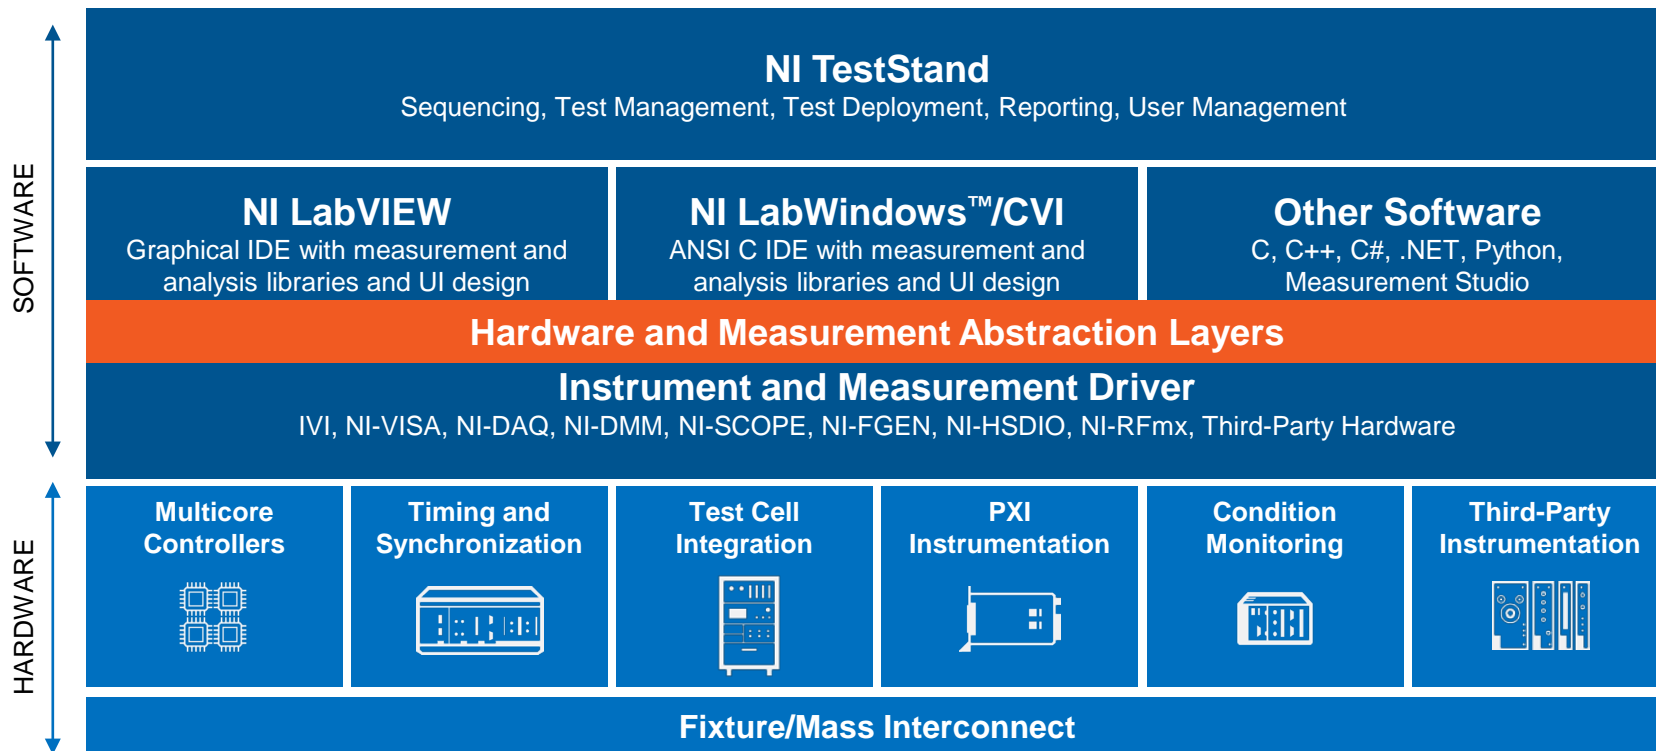 NI TestStand
Sequencing, Test Management, Test Deployment, Reporting, User Management
SOFTWARE
NI LabVIEW
Graphical IDE with measurement and
analysis libraries and UI design
NI LabWindows™/CVI
ANSI C IDE with measurement and
analysis libraries and UI design
Other Software
C, C++, C#, .NET, Python,
Measurement Studio
Hardware and Measurement Abstraction Layers
Instrument and Measurement Driver
IVI, NI-VISA, NI-DAQ, NI-DMM, NI-SCOPE, NI-FGEN, NI-HSDIO, NI-RFmx, Third-Party Hardware
HARDWARE
Multicore
Controllers
Timing and
Synchronization
Test Cell
Integration
PXI
Instrumentation
Condition
Monitoring
Third-Party
Instrumentation
Fixture/Mass Interconnect